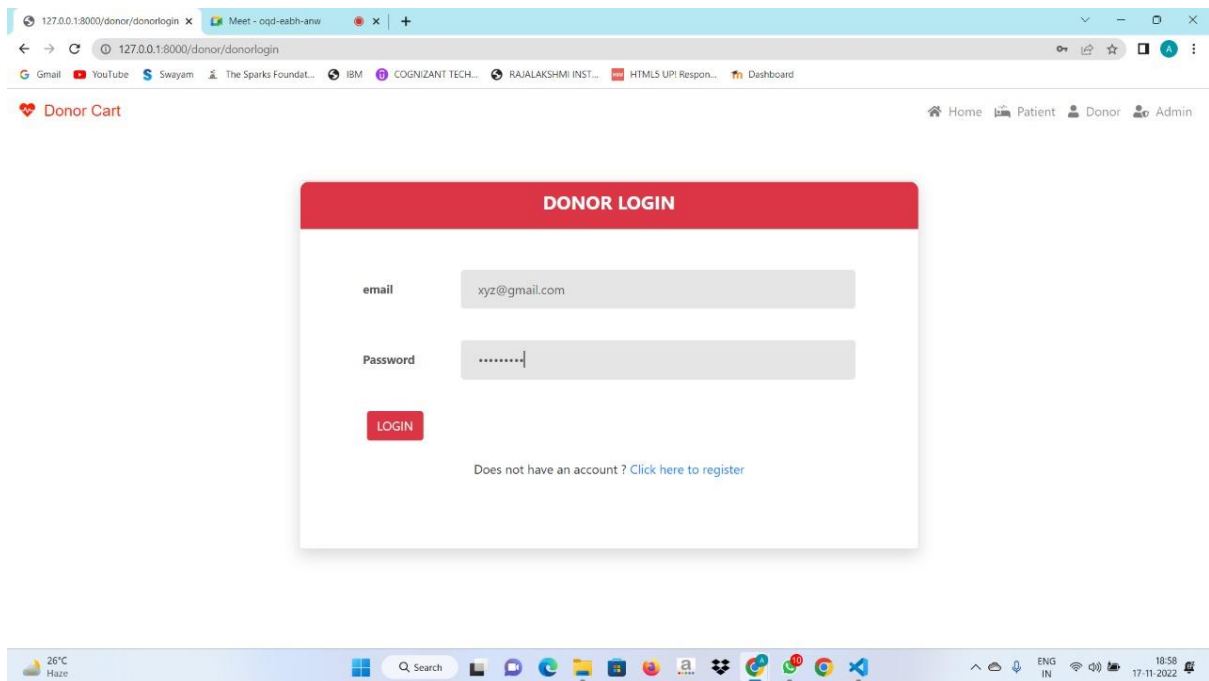 127.0.0.1:8000/donor/donorlogin Meet - oqd-eabh-anw
127.0.0.1:8000/donor/donorlogin A
G Gmail YouTube Swayam The Sparks Foundat... IBM COGNIZANT TECH... RAJALAKSHMI INST... HTML5 UP! Respon... Dashboard
Donor Cart Home Patient Donor Admin
DONOR LOGIN
email xyz@gmail.com
Password •••••••••
LOGIN
Does not have an account ? Click here to register
26°C
Haze
Search
10
ENG
IN
18:58
17-11-2022